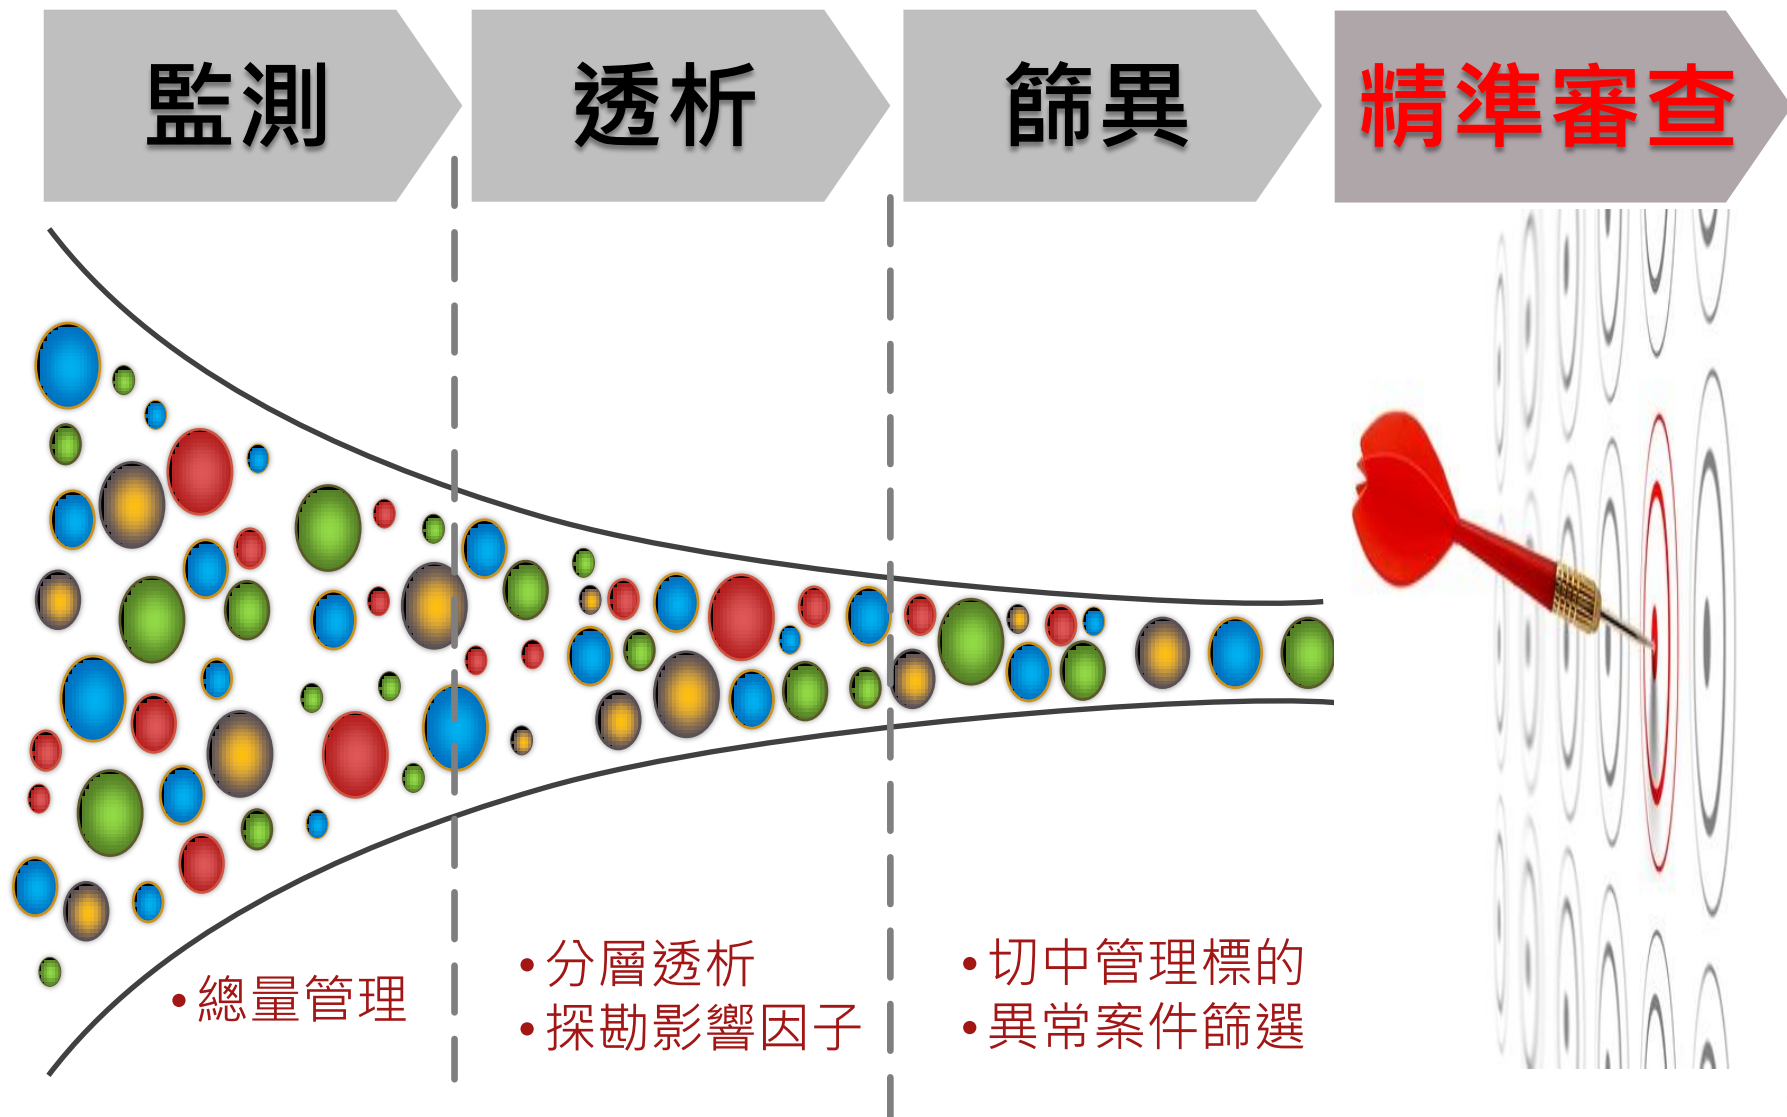 監測
透析
篩異
精準審查
•總量管理
•分層透析
•探勘影響因子
•切中管理標的
•異常案件篩選